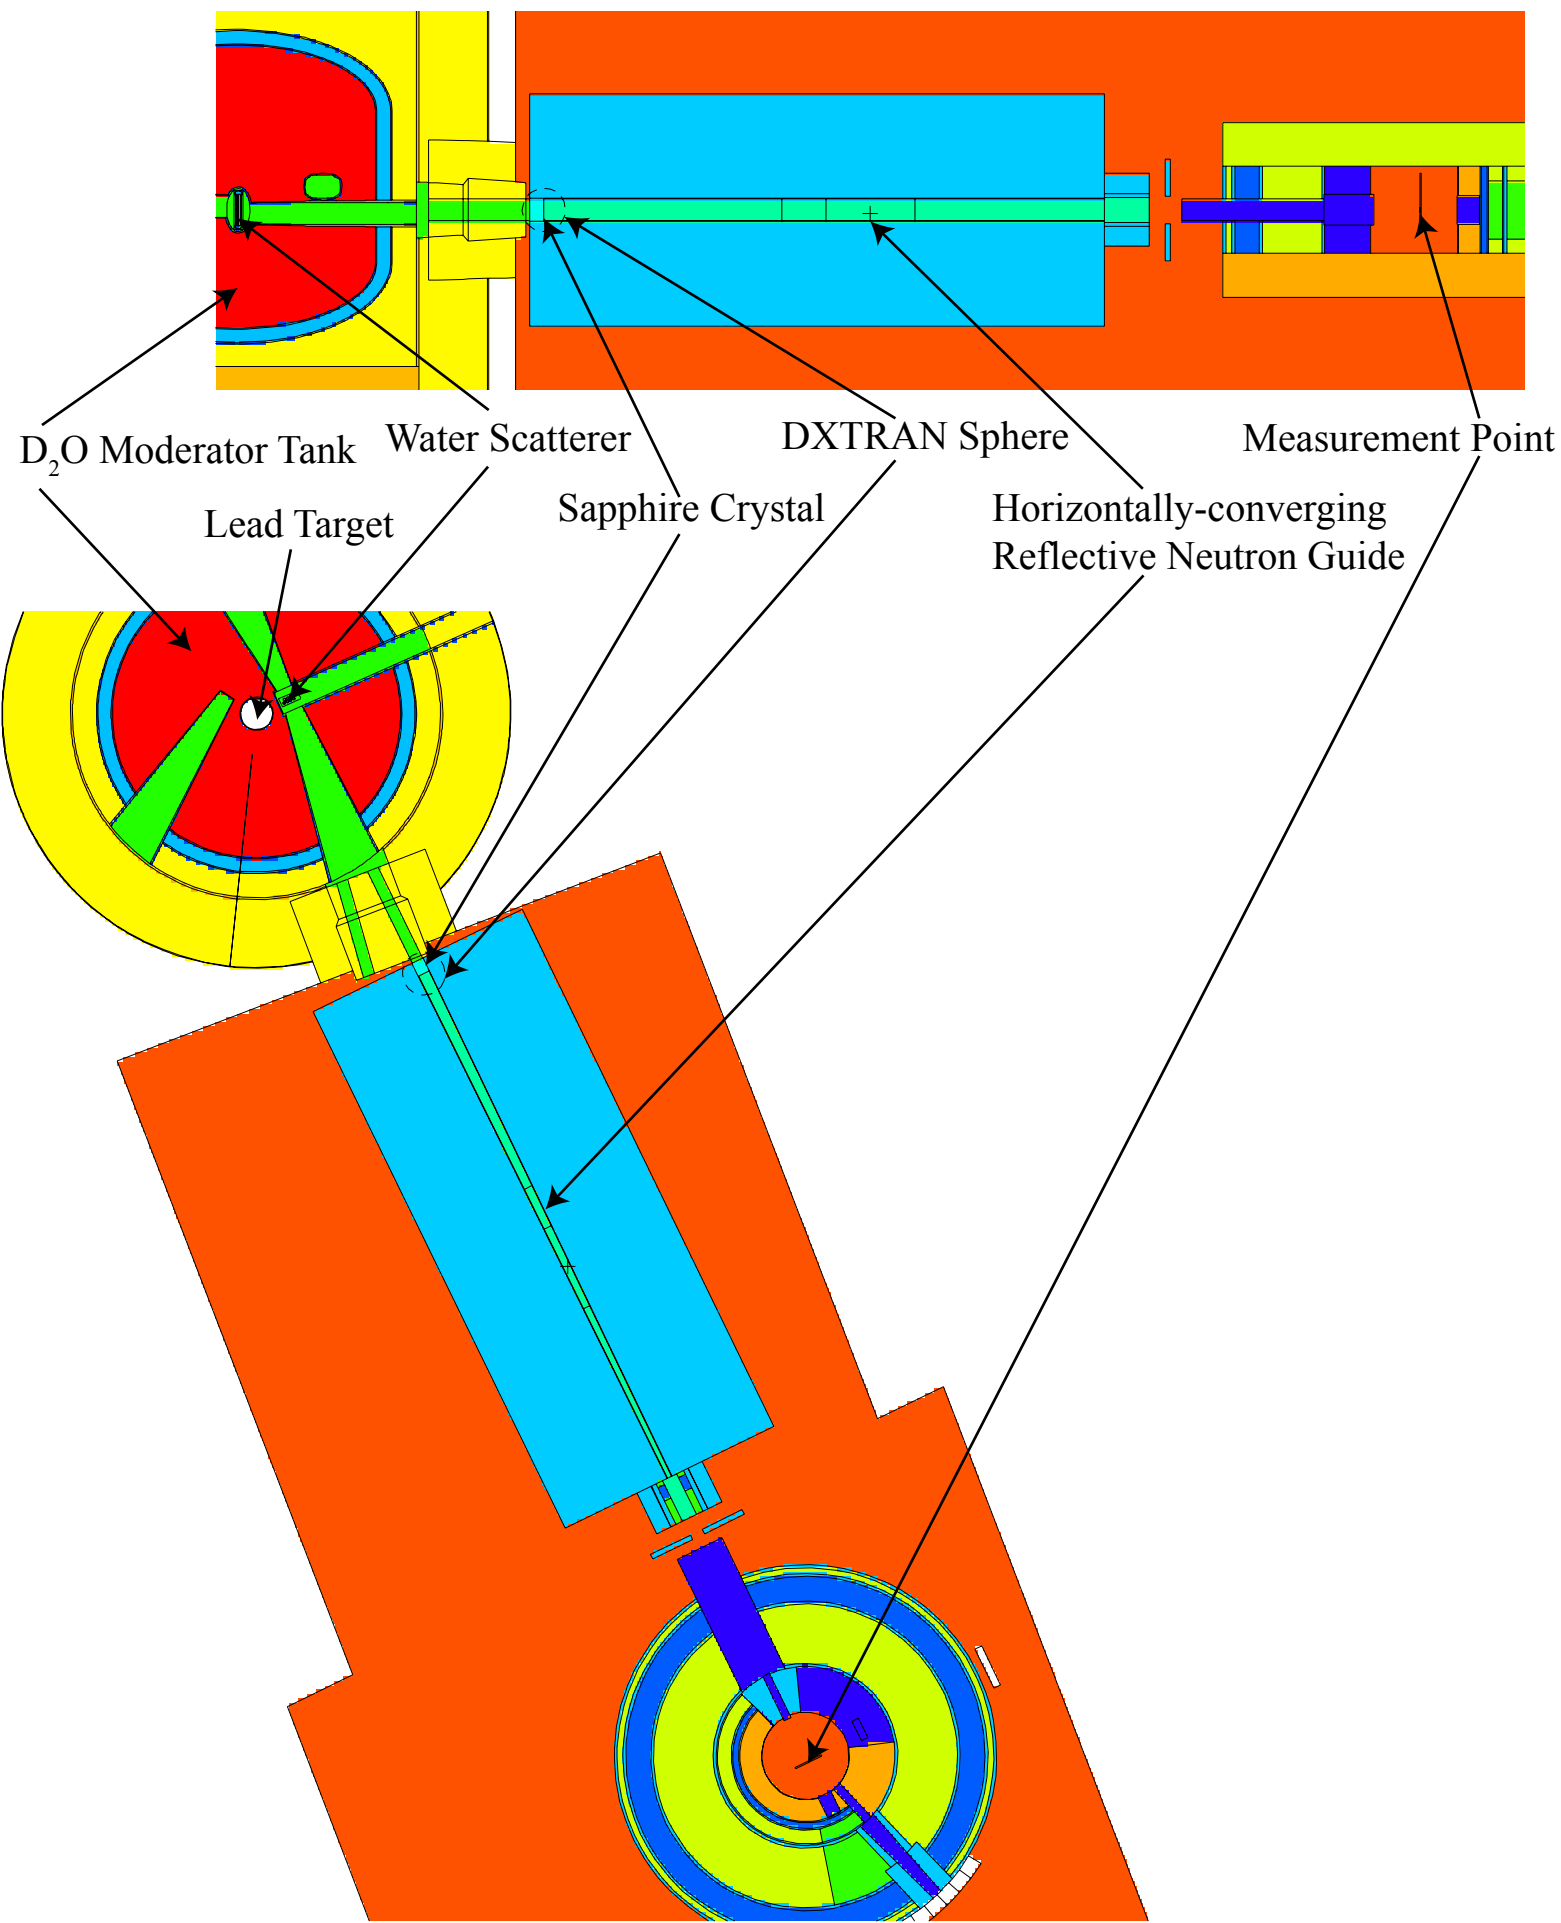 D₂O Moderator Tank
Water Scatterer
DXTRAN Sphere
Measurement Point
Lead Target
Sapphire Crystal
Horizontally-converging
Reflective Neutron Guide